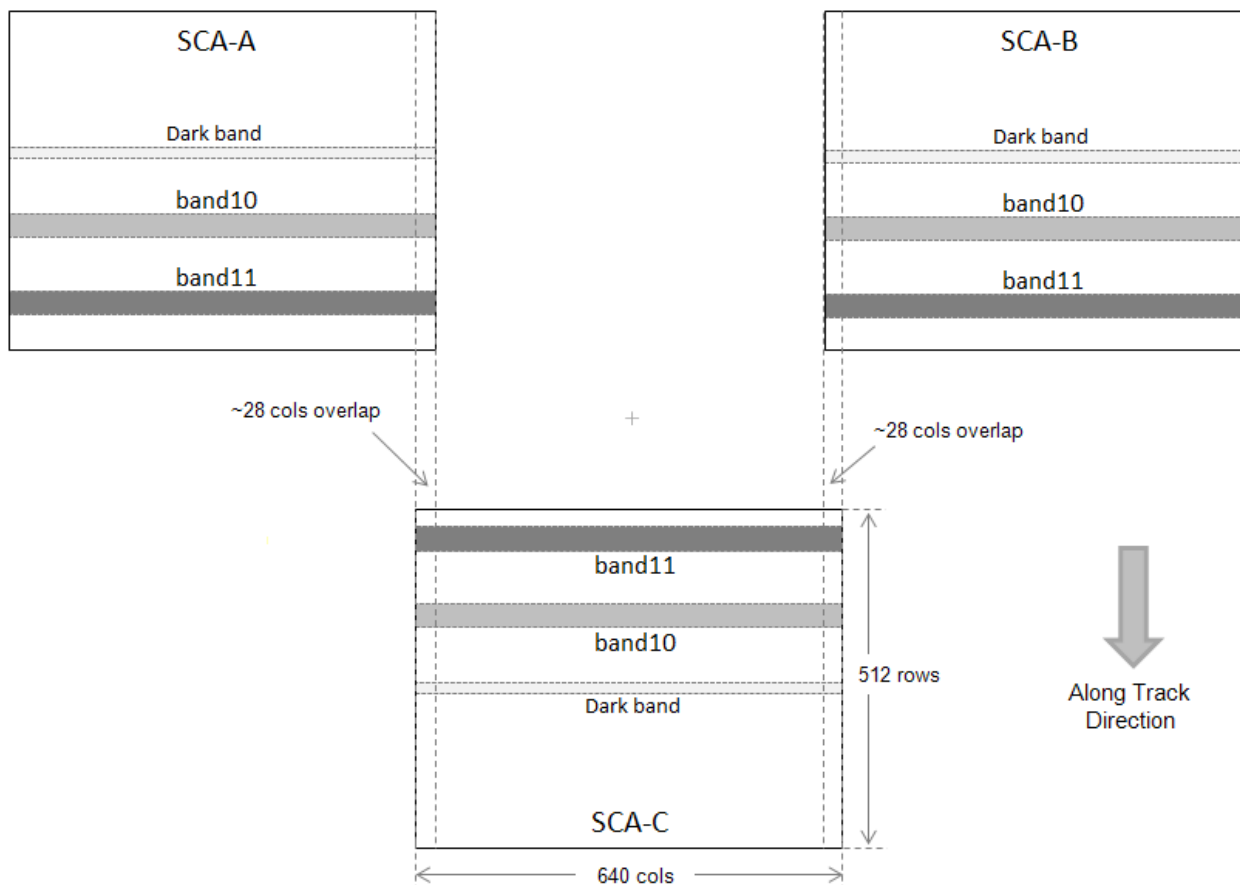 SCA-A
Dark band
band10
band11
SCA-B
Dark band
band10
band11
~28 cols overlap
~28 cols overlap
band11
band10
Dark band
SCA-C
512 rows
640 cols
Along Track
Direction